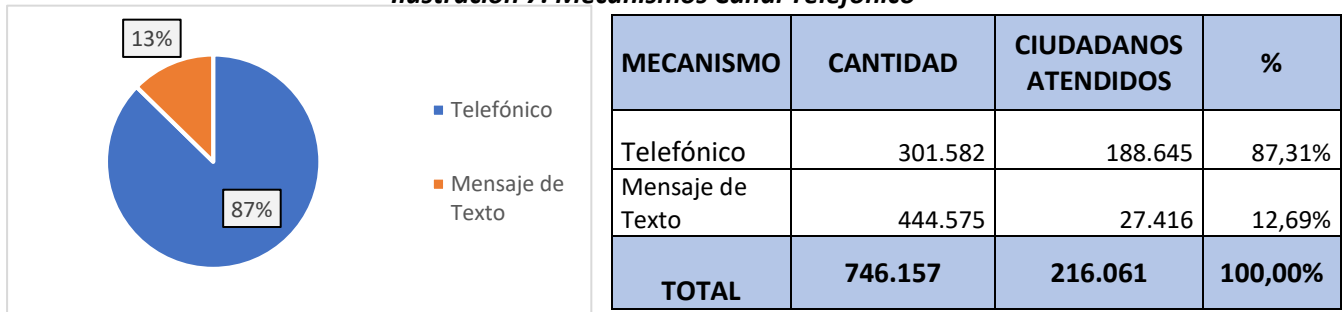 Ilustración 7. Mecanismos Canal Telefónico
13%
87%
Telefónico
Mensaje de
Texto
MECANISMO CANTIDAD CIUDADANOS ATENDIDOS %
Telefónico 301.582 188.645 87,31%
Mensaje de Texto 444.575 27.416 12,69%
TOTAL 746.157 216.061 100,00%